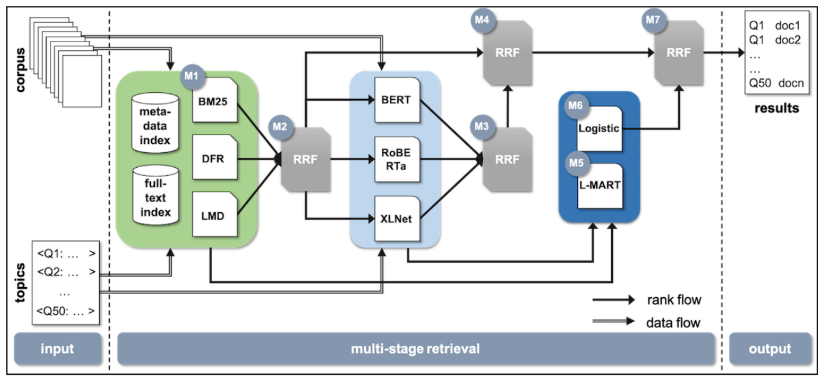 corpus
topics
<Q1: ... >
<Q2: ... >
...
<Q50: ... >
input
M1
meta-
data
index
full-
text
index
BM25
DFR
LMD
M2
RRF
BERT
RoBE
RTa
XLNet
M3
RRF
M4
RRF
M6
Logistic
M5
L-MART
M7
RRF
rank flow
data flow
multi-stage retrieval
Q1 doc1
Q1 doc2
...
...
Q50 docn
results
output